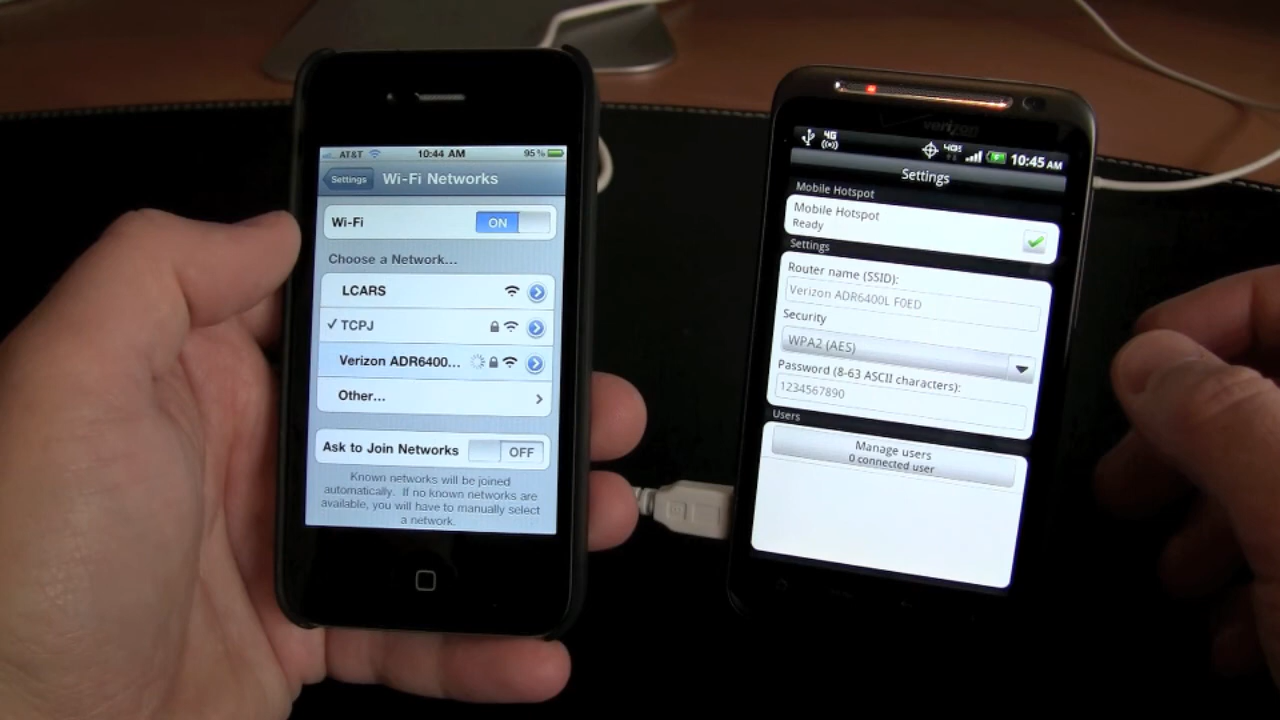 AT&T 10:44 AM 95%
Settings Wi-Fi Networks
Wi-Fi ON
Choose a Network...
LCARS
TCPJ
Verizon ADR6400...
Other...
Ask to Join Networks OFF
Known networks will be joined
automatically. If no known networks are
available, you will have to manually select
a network.
verizon
4G 4G 10:45 AM
Settings
Mobile Hotspot
Mobile Hotspot
Ready
Settings
Router name (SSID):
Verizon ADR6400L F0ED
Security
WPA2 (AES)
Password (8-63 ASCII characters):
1234567890
Users
Manage users
0 connected user